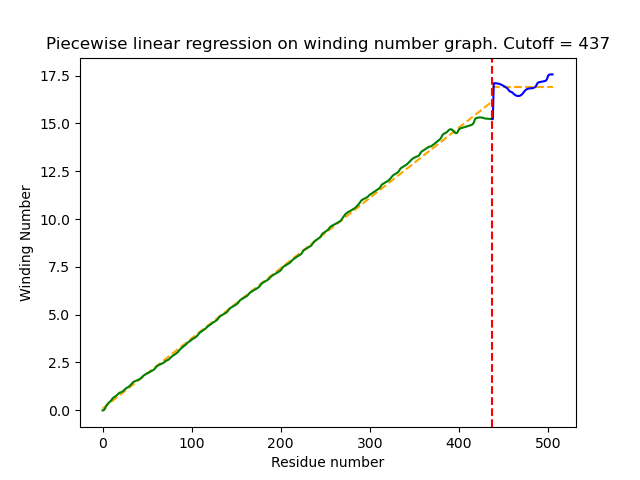 Piecewise linear regression on winding number graph. Cutoff = 437
17.5
15.0
12.5
10.0
7.5
5.0
2.5
0.0
Winding Number
0 100 200 300 400 500
Residue number